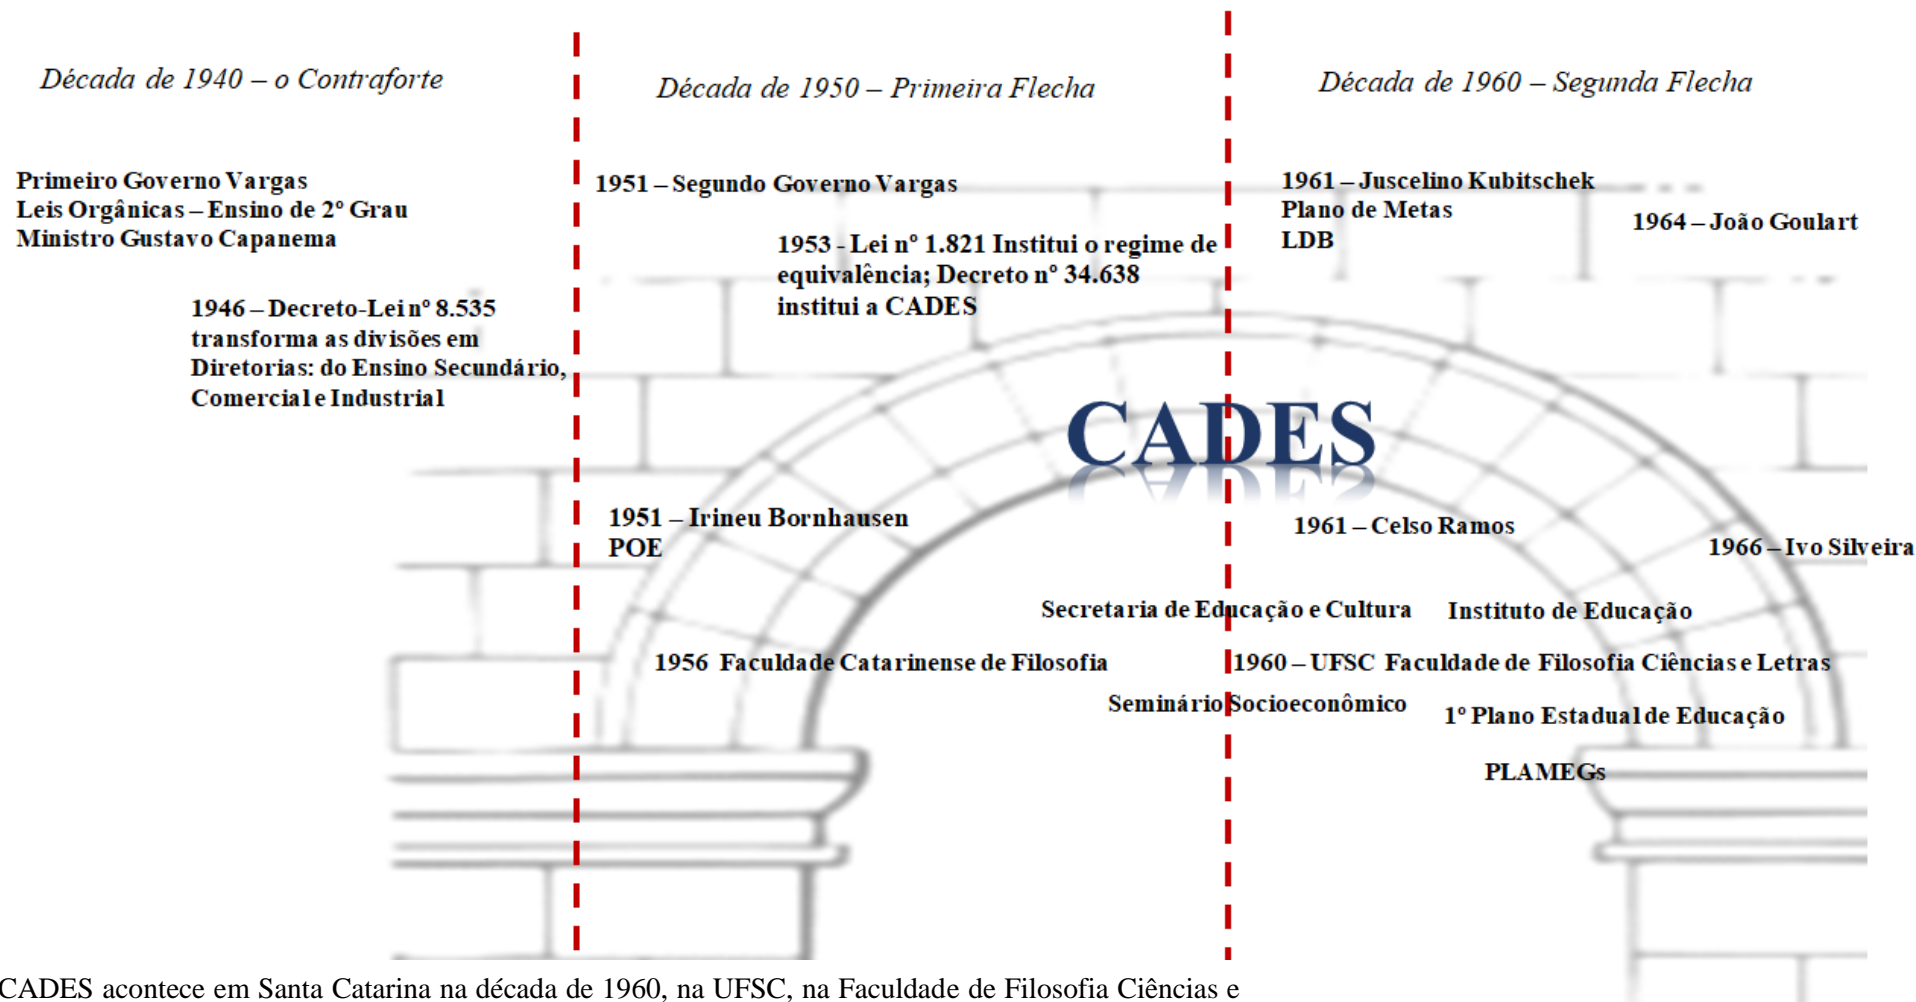 Década de 1940 – o Contraforte
Década de 1950 – Primeira Flecha
Década de 1960 – Segunda Flecha
Primeiro Governo Vargas
Leis Orgânicas – Ensino de 2º Grau
Ministro Gustavo Capanema
1946 – Decreto-Lei nº 8.535
transforma as divisões em
Diretorias: do Ensino Secundário,
Comercial e Industrial
1951 – Segundo Governo Vargas
1953 - Lei nº 1.821 Institui o regime de
equivalência; Decreto nº 34.638
institui a CADES
1961 – Juscelino Kubitschek
Plano de Metas
LDB
1964 – João Goulart
CADES
1951 – Irineu Bornhausen
POE
1961 – Celso Ramos
1966 – Ivo Silveira
Secretaria de Educação e Cultura
Instituto de Educação
1956 Faculdade Catarinense de Filosofia
1960 – UFSC Faculdade de Filosofia Ciências e Letras
Seminário Socioeconômico
1º Plano Estadual de Educação
PLAMEGs
CADES acontece em Santa Catarina na década de 1960, na UFSC, na Faculdade de Filosofia Ciências e